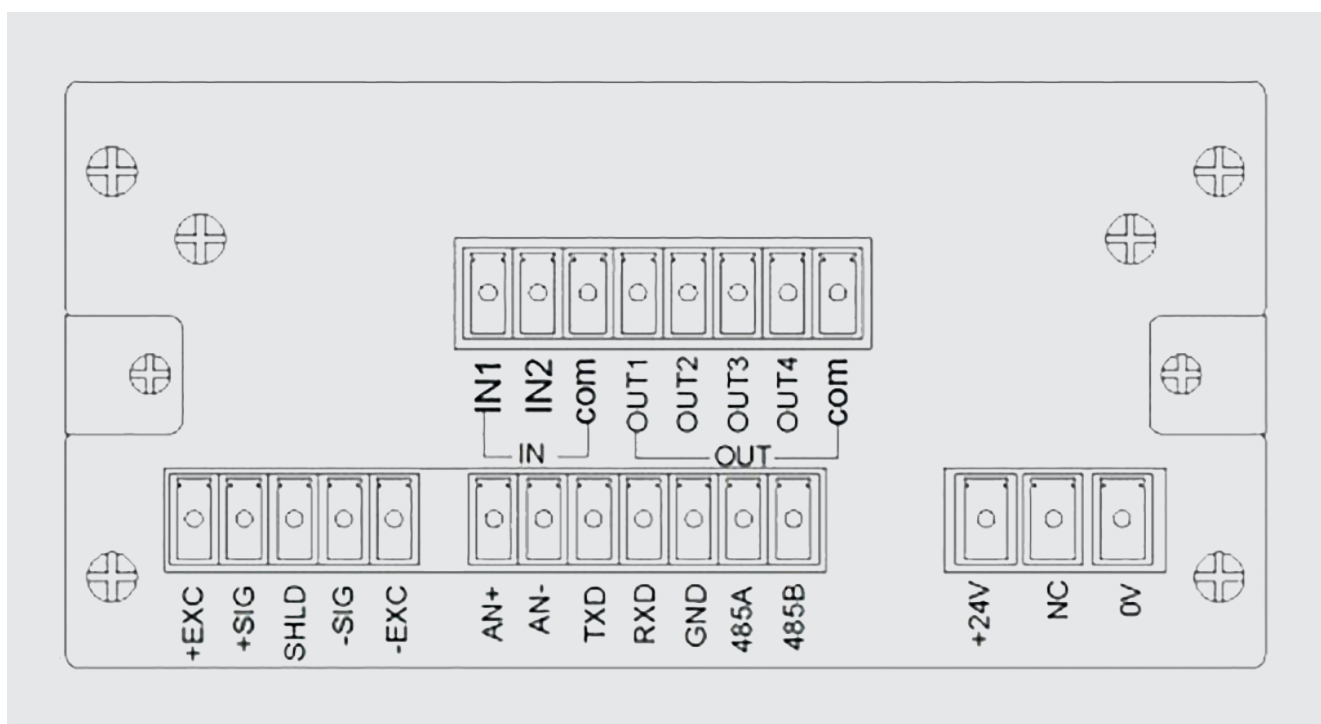 IN1 IN2 com OUT1 OUT2 OUT3 OUT4 com
IN OUT
+EXC +SIG SHLD -SIG -EXC AN+ AN- TXD RXD GND 485A 485B +24V NC 0V